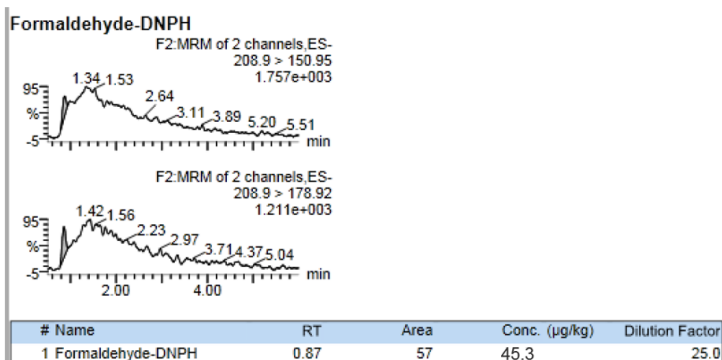 Formaldehyde-DNPH
F2:MRM of 2 channels,ES-
208.9 > 150.95
1.757e+003
95
%
-5
1.34
1.53
2.64
3.11
3.89
5.20
5.51
min
F2:MRM of 2 channels,ES-
208.9 > 178.92
1.211e+003
95
%
-5
1.42
1.56
2.23
2.97
3.71
4.37
5.04
min
2.00 4.00
# Name RT Area Conc. (µg/kg) Dilution Factor
1 Formaldehyde-DNPH 0.87 57 45.3 25.0